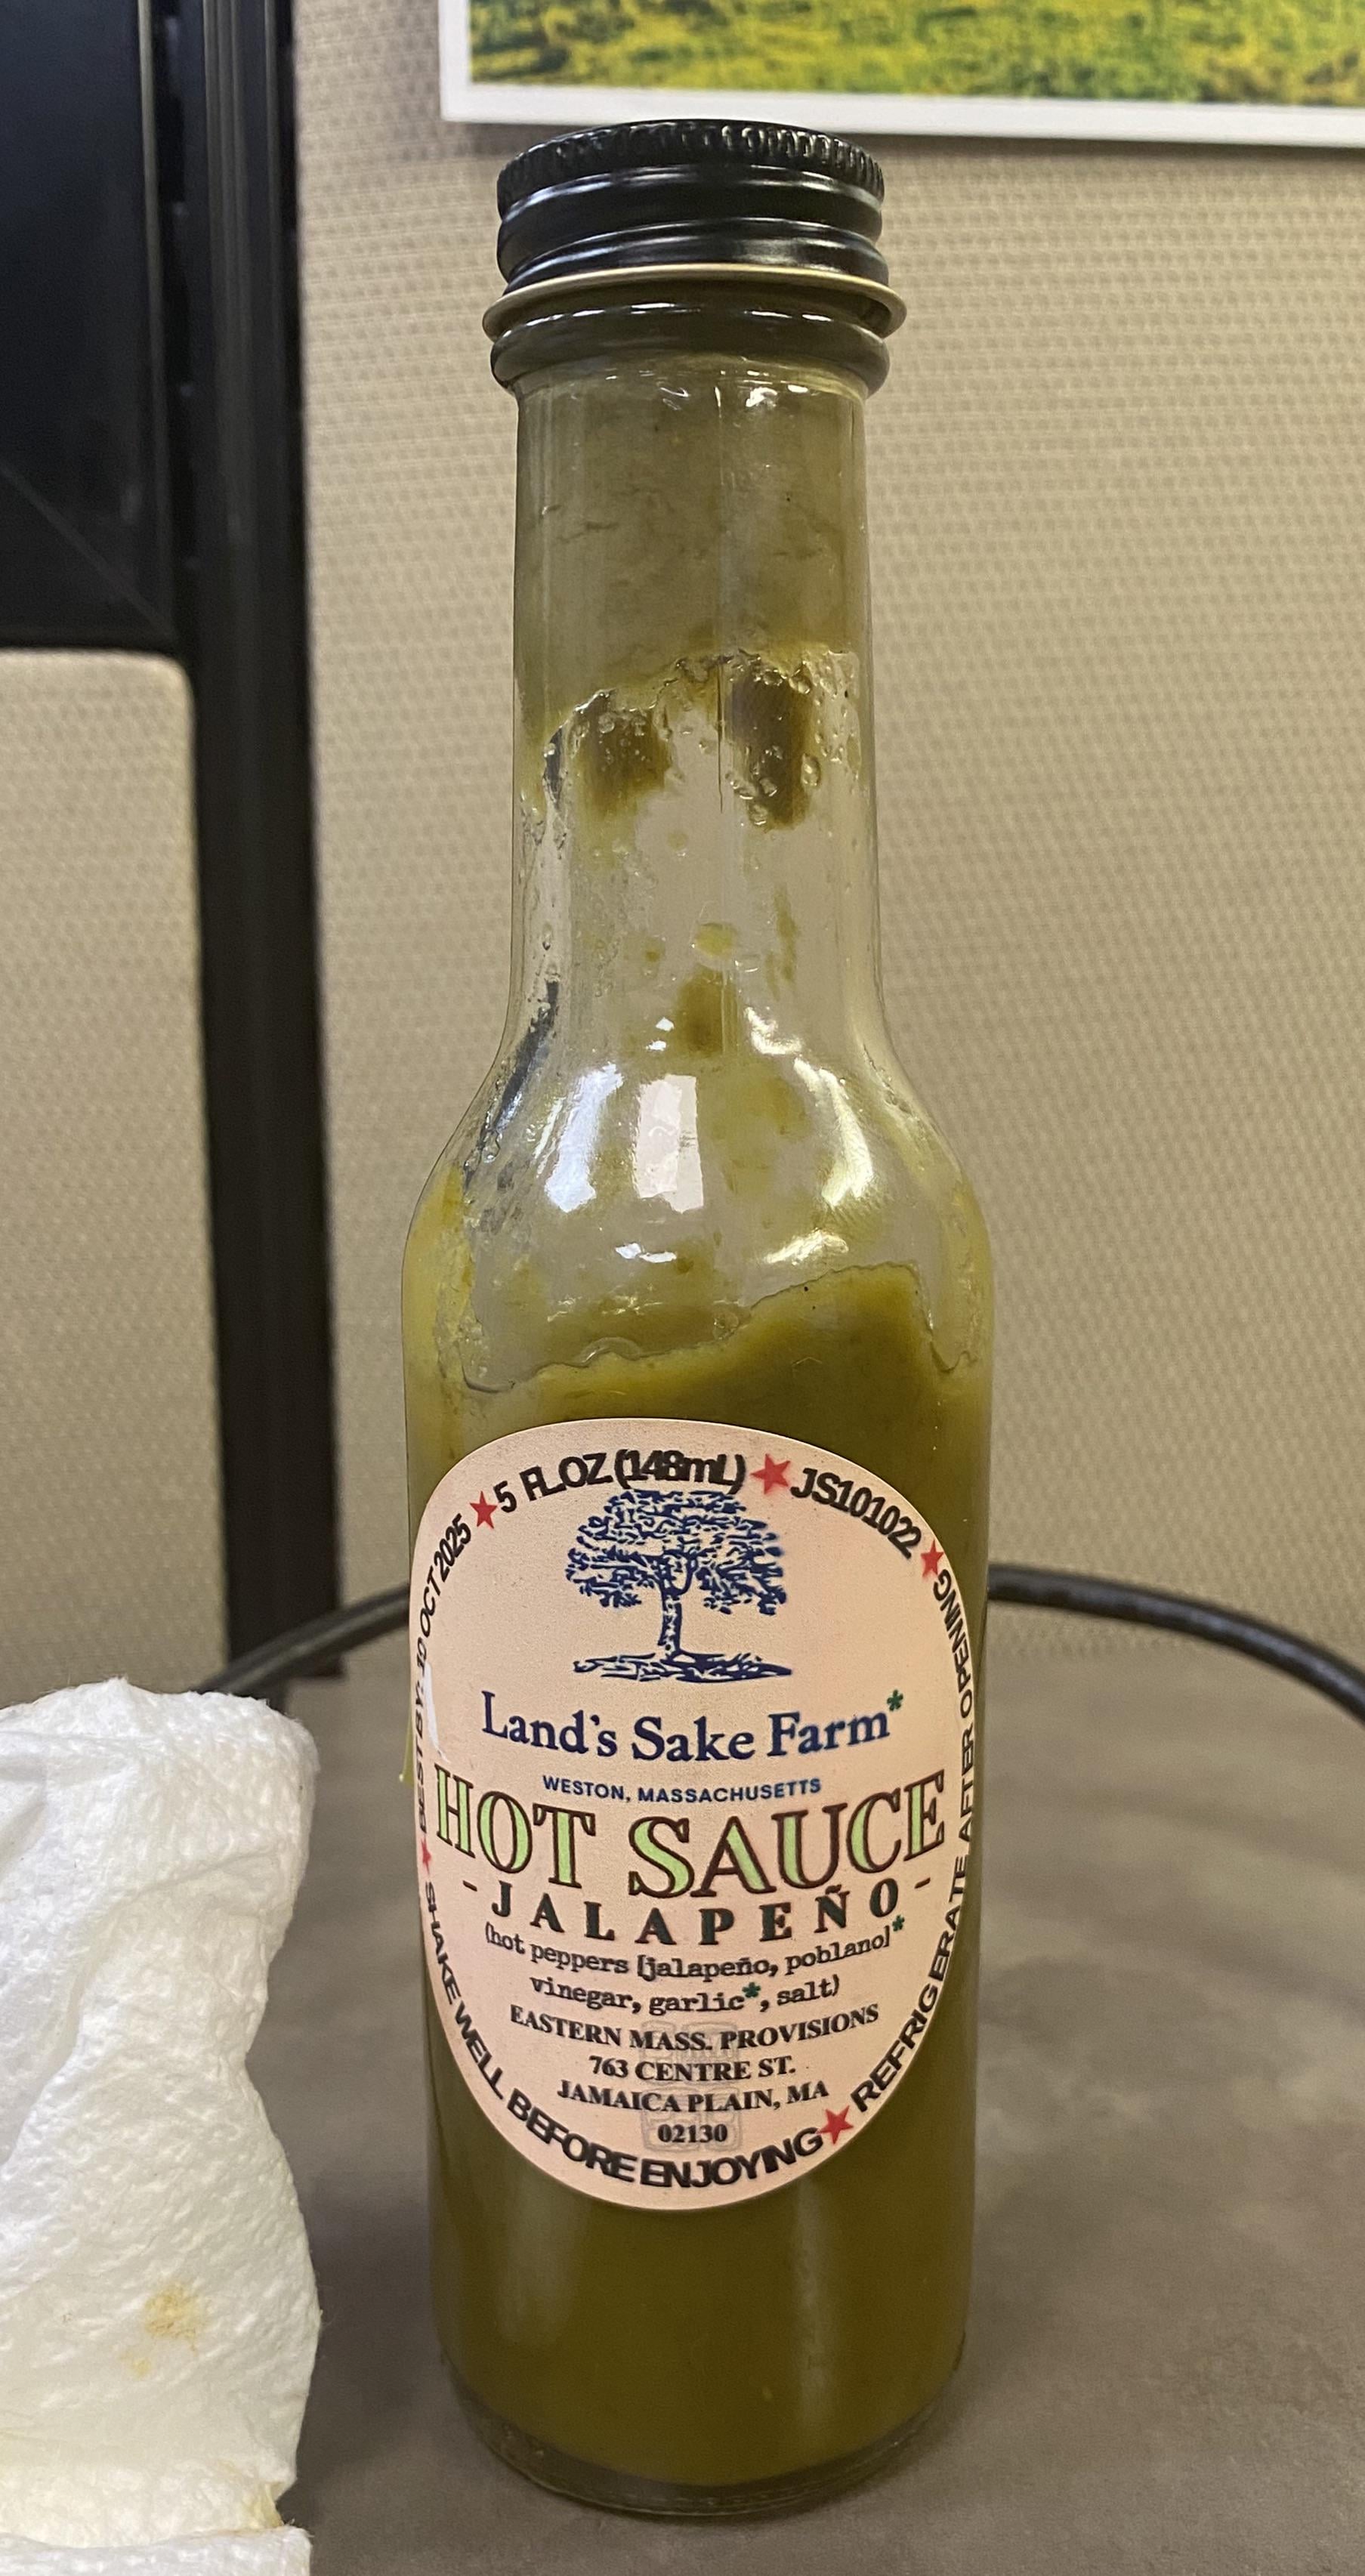 ★ 5 FL.OZ (148mL) ★ JS101022 ★ REFRIGERATE AFTER OPENING ★ SHAKE WELL BEFORE ENJOYING ★ BEST BY: 10 OCT 2025
Land's Sake Farm*
WESTON, MASSACHUSETTS
HOT SAUCE
-JALAPEÑO-
(hot peppers [jalapeño, poblano]*
vinegar, garlic*, salt)
EASTERN MASS. PROVISIONS
763 CENTRE ST.
JAMAICA PLAIN, MA
02130